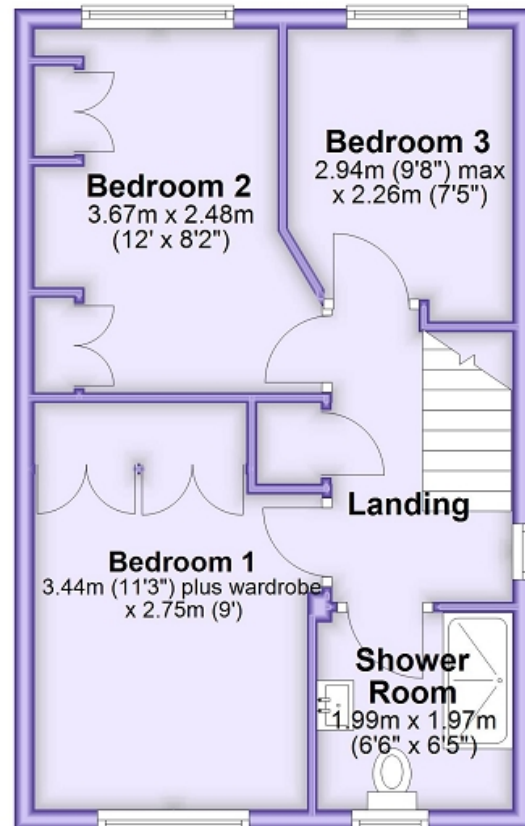 Bedroom 2
3.67m x 2.48m
(12' x 8'2")
Bedroom 3
2.94m (9'8") max
x 2.26m (7'5")
Landing
Bedroom 1
3.44m (11'3") plus wardrobe
x 2.75m (9')
Shower
Room
1.99m x 1.97m
(6'6" x 6'5")